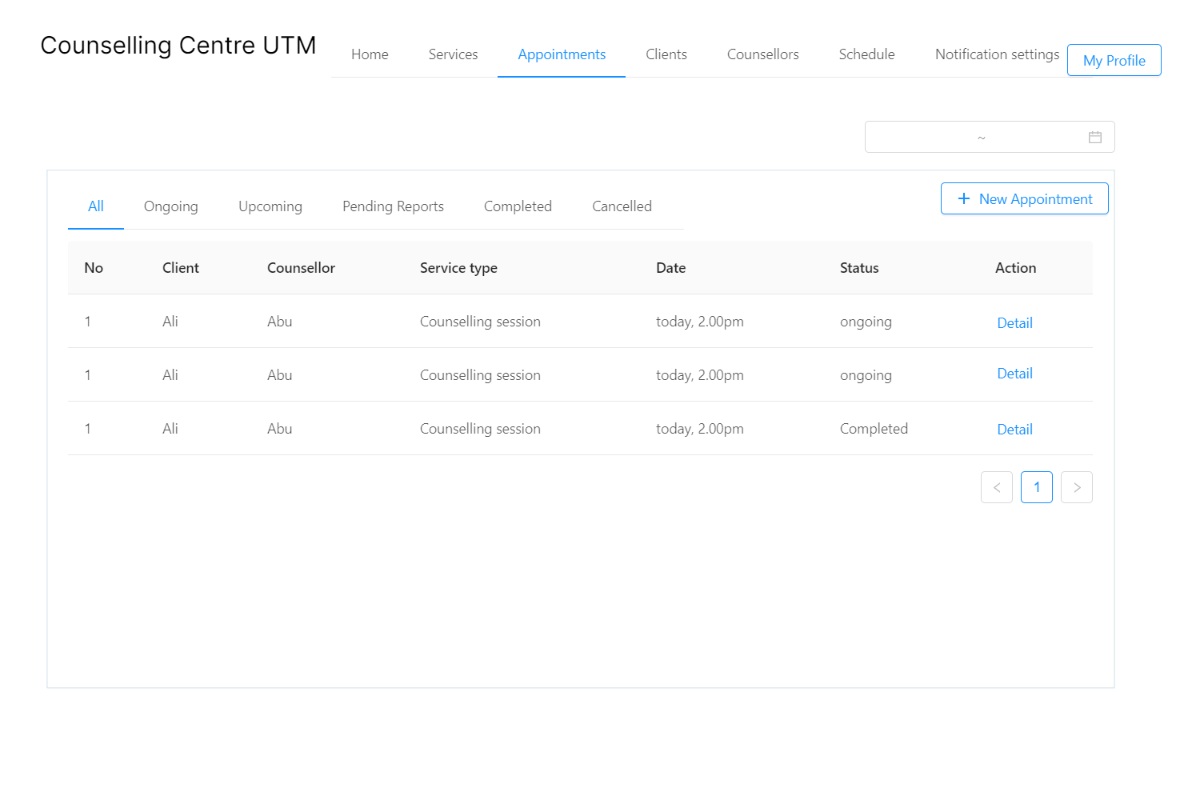 Counselling Centre UTM
Home Services Appointments Clients Counsellors Schedule Notification settings My Profile
~
All Ongoing Upcoming Pending Reports Completed Cancelled + New Appointment
No Client Counsellor Service type Date Status Action
1 Ali Abu Counselling session today, 2.00pm ongoing Detail
1 Ali Abu Counselling session today, 2.00pm ongoing Detail
1 Ali Abu Counselling session today, 2.00pm Completed Detail
< 1 >